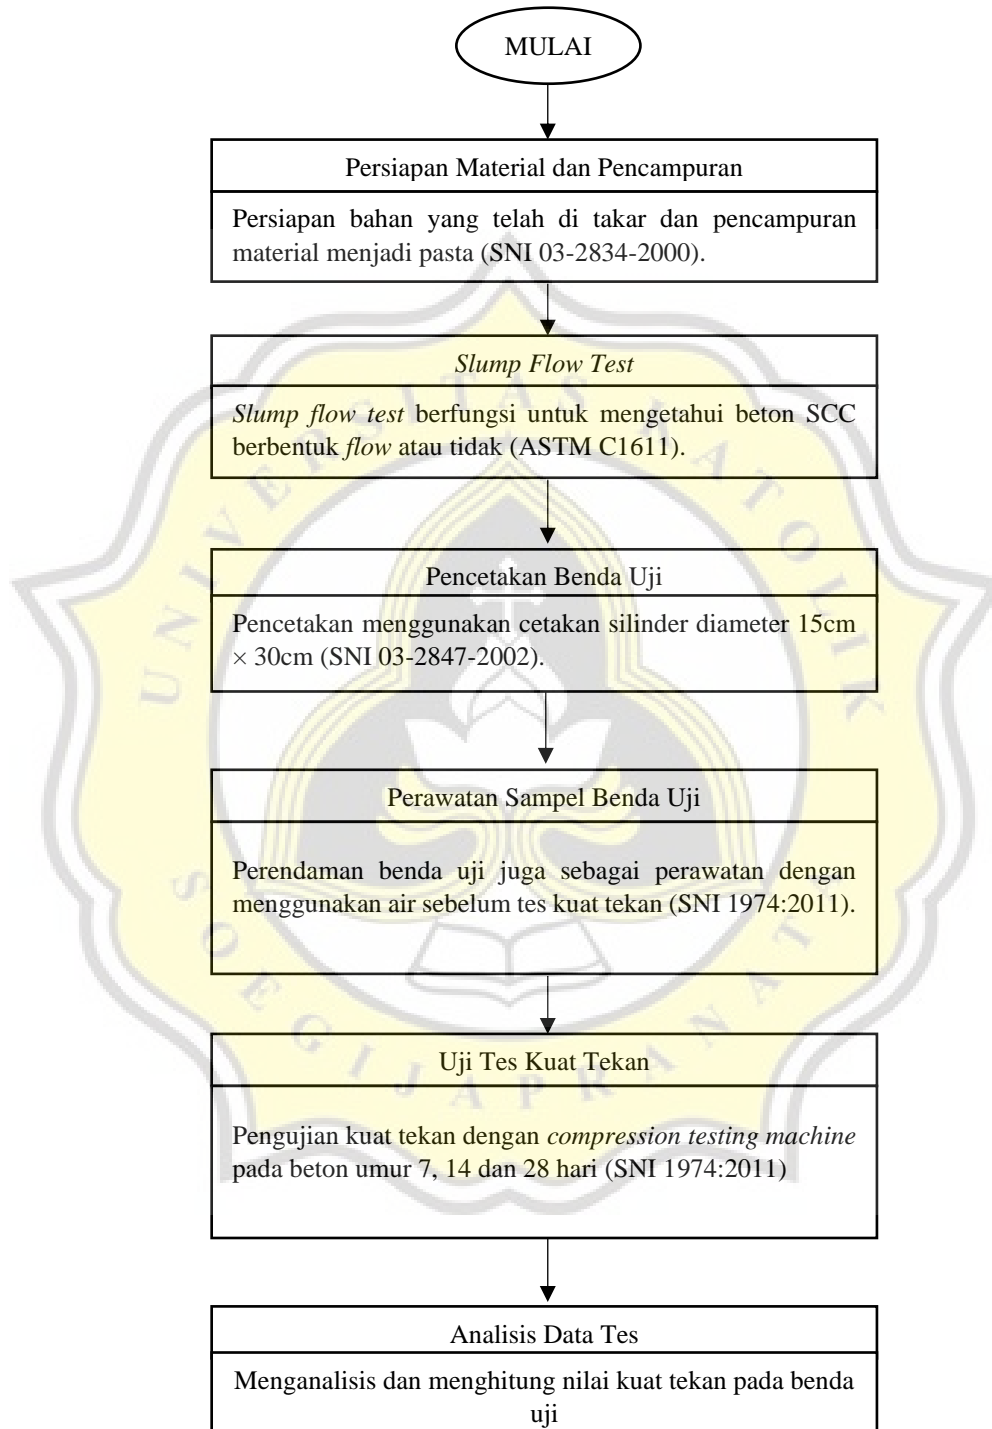 MULAI
Persiapan Material dan Pencampuran
Persiapan bahan yang telah di takar dan pencampuran
material menjadi pasta (SNI 03-2834-2000).
Slump Flow Test
Slump flow test berfungsi untuk mengetahui beton SCC
berbentuk flow atau tidak (ASTM C1611).
Pencetakan Benda Uji
Pencetakan menggunakan cetakan silinder diameter 15cm
× 30cm (SNI 03-2847-2002).
Perawatan Sampel Benda Uji
Perendaman benda uji juga sebagai perawatan dengan
menggunakan air sebelum tes kuat tekan (SNI 1974:2011).
Uji Tes Kuat Tekan
Pengujian kuat tekan dengan compression testing machine
pada beton umur 7, 14 dan 28 hari (SNI 1974:2011)
Analisis Data Tes
Menganalisis dan menghitung nilai kuat tekan pada benda
uji
UNIVERSITAS KATOLIK
SOEGIJAPRANATA